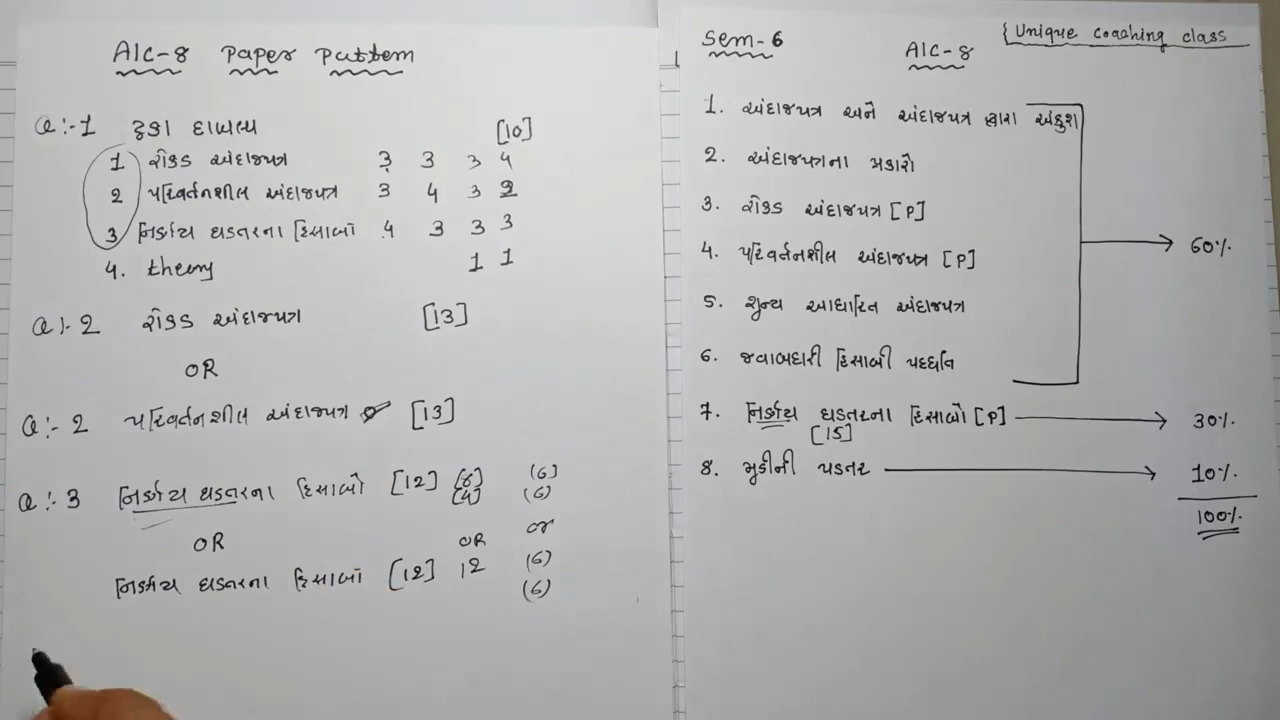 A/C-8 Paper Pattern
Q:-1 ટુંકા દાખલા [10]
1 રોકડ અંદાજપત્ર 3 3 3 4
2 પરિવર્તનશીલ અંદાજપત્ર 3 4 3 2
3 નિર્ણય ઘડતરના હિસાબો 4 3 3 3
4. theory 1 1
Q:-2 રોકડ અંદાજપત્ર [13]
OR
Q:-2 પરિવર્તનશીલ અંદાજપત્ર [13]
Q:-3 નિર્ણય ઘડતરના હિસાબો [12] [4] (6) (6)
OR OR or
નિર્ણય ઘડતરના હિસાબો [12] 12 (6) (6)
Sem-6 A/C-8 {Unique coaching class
1. અંદાજપત્ર અને અંદાજપત્ર દ્વારા અંકુશ
2. અંદાજપત્રના પ્રકારો
3. રોકડ અંદાજપત્ર [P]
4. પરિવર્તનશીલ અંદાજપત્ર [P] 60%.
5. શૂન્ય આધારિત અંદાજપત્ર
6. જવાબદારી હિસાબી પદ્ધતિ
7. નિર્ણય ઘડતરના હિસાબો [P] 30%.
[15]
8. મુડીની પડતર 10%.
100%.